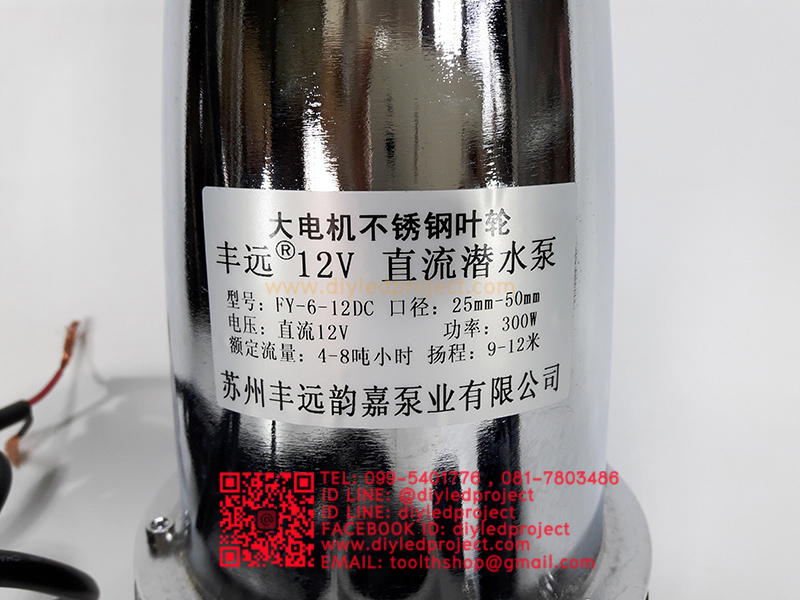 大电机不锈钢叶轮
丰远®12V 直流潜水泵
www.diyledproject.com
型号: FY-6-12DC 口径: 25mm-50mm
电压: 直流12V 功率: 300W
额定流量: 4-8吨小时 扬程: 9-12米
苏州丰远韵嘉泵业有限公司
TEL: 099-5401776 , 081-7803486
ID LINE: @diyledproject
ID LINE: diyledproject
FACEBOOK ID: diyledproject
www.diyledproject.com
EMAIL: toolthshop@gmail.com